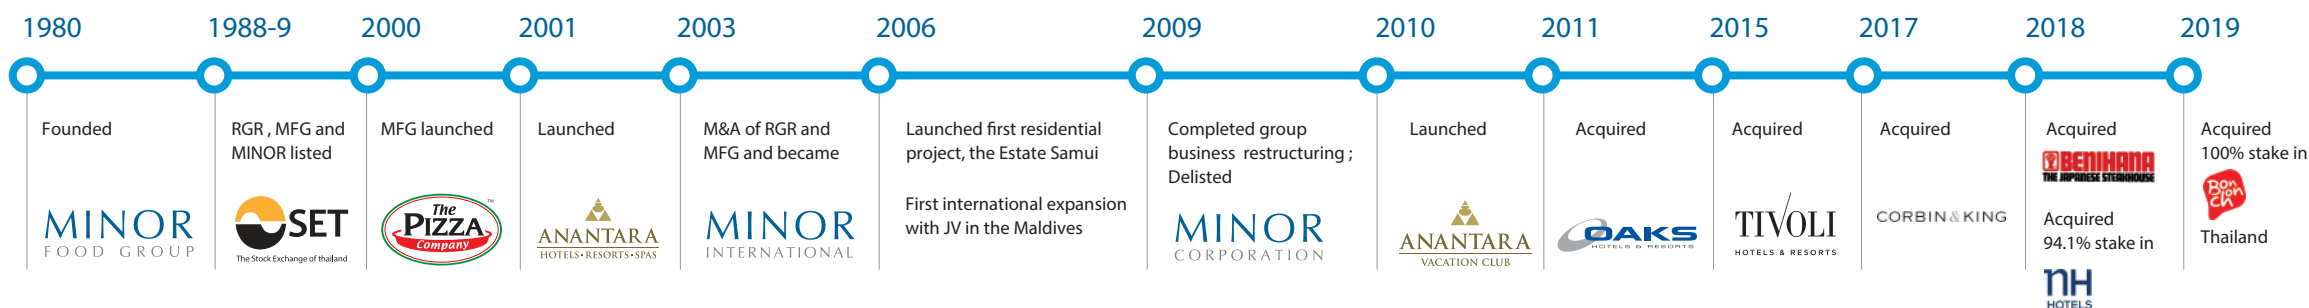 1980
Founded
MINOR
FOOD GROUP
1988-9
RGR , MFG and
MINOR listed
SET
The Stock Exchange of thailand
2000
MFG launched
The
PIZZA
Company
™
2001
Launched
ANANTARA
HOTELS•RESORTS•SPAS
2003
M&A of RGR and
MFG and became
MINOR
INTERNATIONAL
2006
Launched first residential
project, the Estate Samui
First international expansion
with JV in the Maldives
2009
Completed group
business restructuring ;
Delisted
MINOR
CORPORATION
2010
Launched
ANANTARA
VACATION CLUB
2011
Acquired
OAKS
HOTELS & RESORTS
2015
Acquired
TIVOLI
HOTELS & RESORTS
2017
Acquired
CORBIN&KING
2018
Acquired
BENIHANA
THE JAPANESE STEAKHOUSE
Acquired
94.1% stake in
nH
HOTELS
2019
Acquired
100% stake in
Bon
chon
Thailand